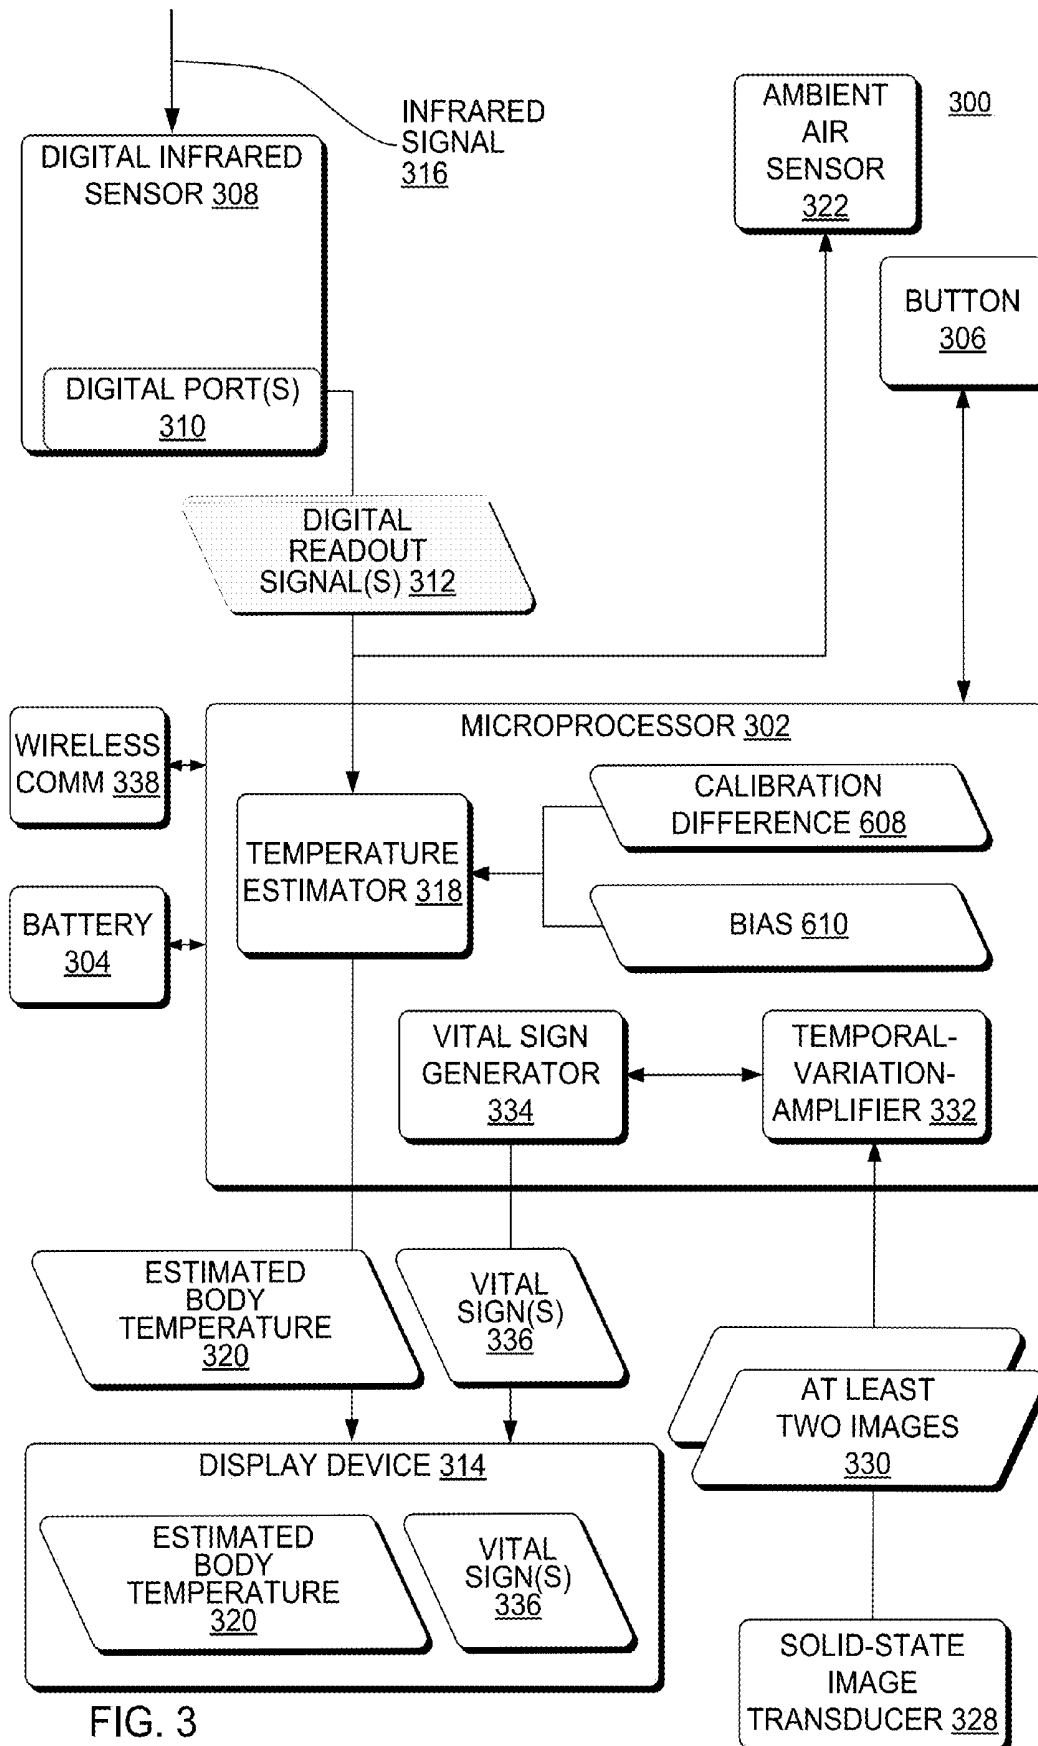 INFRARED
SIGNAL
316
AMBIENT
AIR
SENSOR
322
300
DIGITAL INFRARED
SENSOR 308
BUTTON
306
DIGITAL PORT(S)
310
DIGITAL
READOUT
SIGNAL(S) 312
MICROPROCESSOR 302
WIRELESS
COMM 338
CALIBRATION
DIFFERENCE 608
TEMPERATURE
ESTIMATOR 318
BATTERY
304
BIAS 610
VITAL SIGN
GENERATOR
334
TEMPORAL-
VARIATION-
AMPLIFIER 332
ESTIMATED
BODY
TEMPERATURE
320
VITAL
SIGN(S)
336
AT LEAST
TWO IMAGES
330
DISPLAY DEVICE 314
ESTIMATED
BODY
TEMPERATURE
320
VITAL
SIGN(S)
336
SOLID-STATE
IMAGE
TRANSDUCER 328
FIG. 3